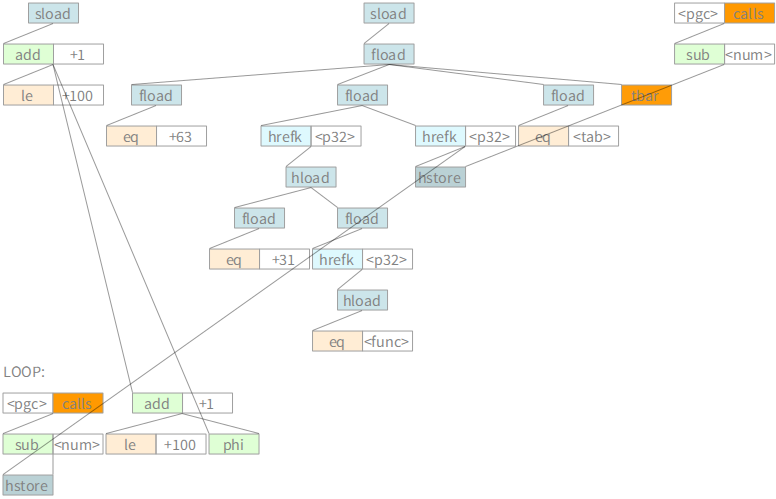 sload sload <pgc> calls
add +1 fload sub <num>
le +100 fload fload fload tbar
eq +63 hrefk <p32> hrefk <p32> eq <tab>
hload hstore
fload fload
eq +31 hrefk <p32>
hload
eq <func>
LOOP:
<pgc> calls add +1
sub <num> le +100 phi
hstore